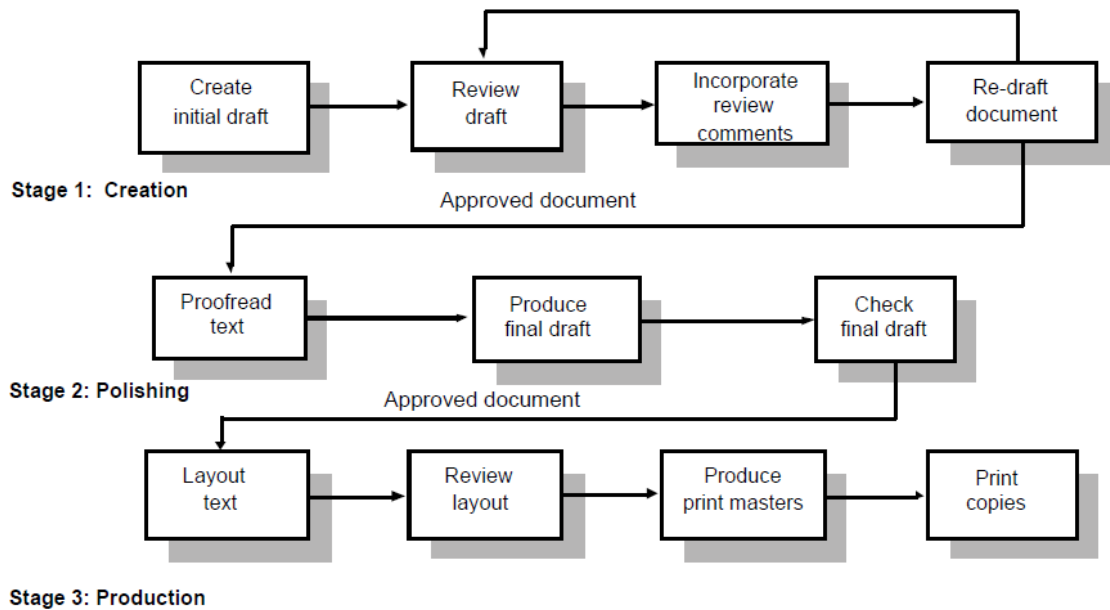 Create
initial draft
Review
draft
Incorporate
review
comments
Re-draft
document
Stage 1: Creation
Approved document
Proofread
text
Produce
final draft
Check
final draft
Stage 2: Polishing
Approved document
Layout
text
Review
layout
Produce
print masters
Print
copies
Stage 3: Production